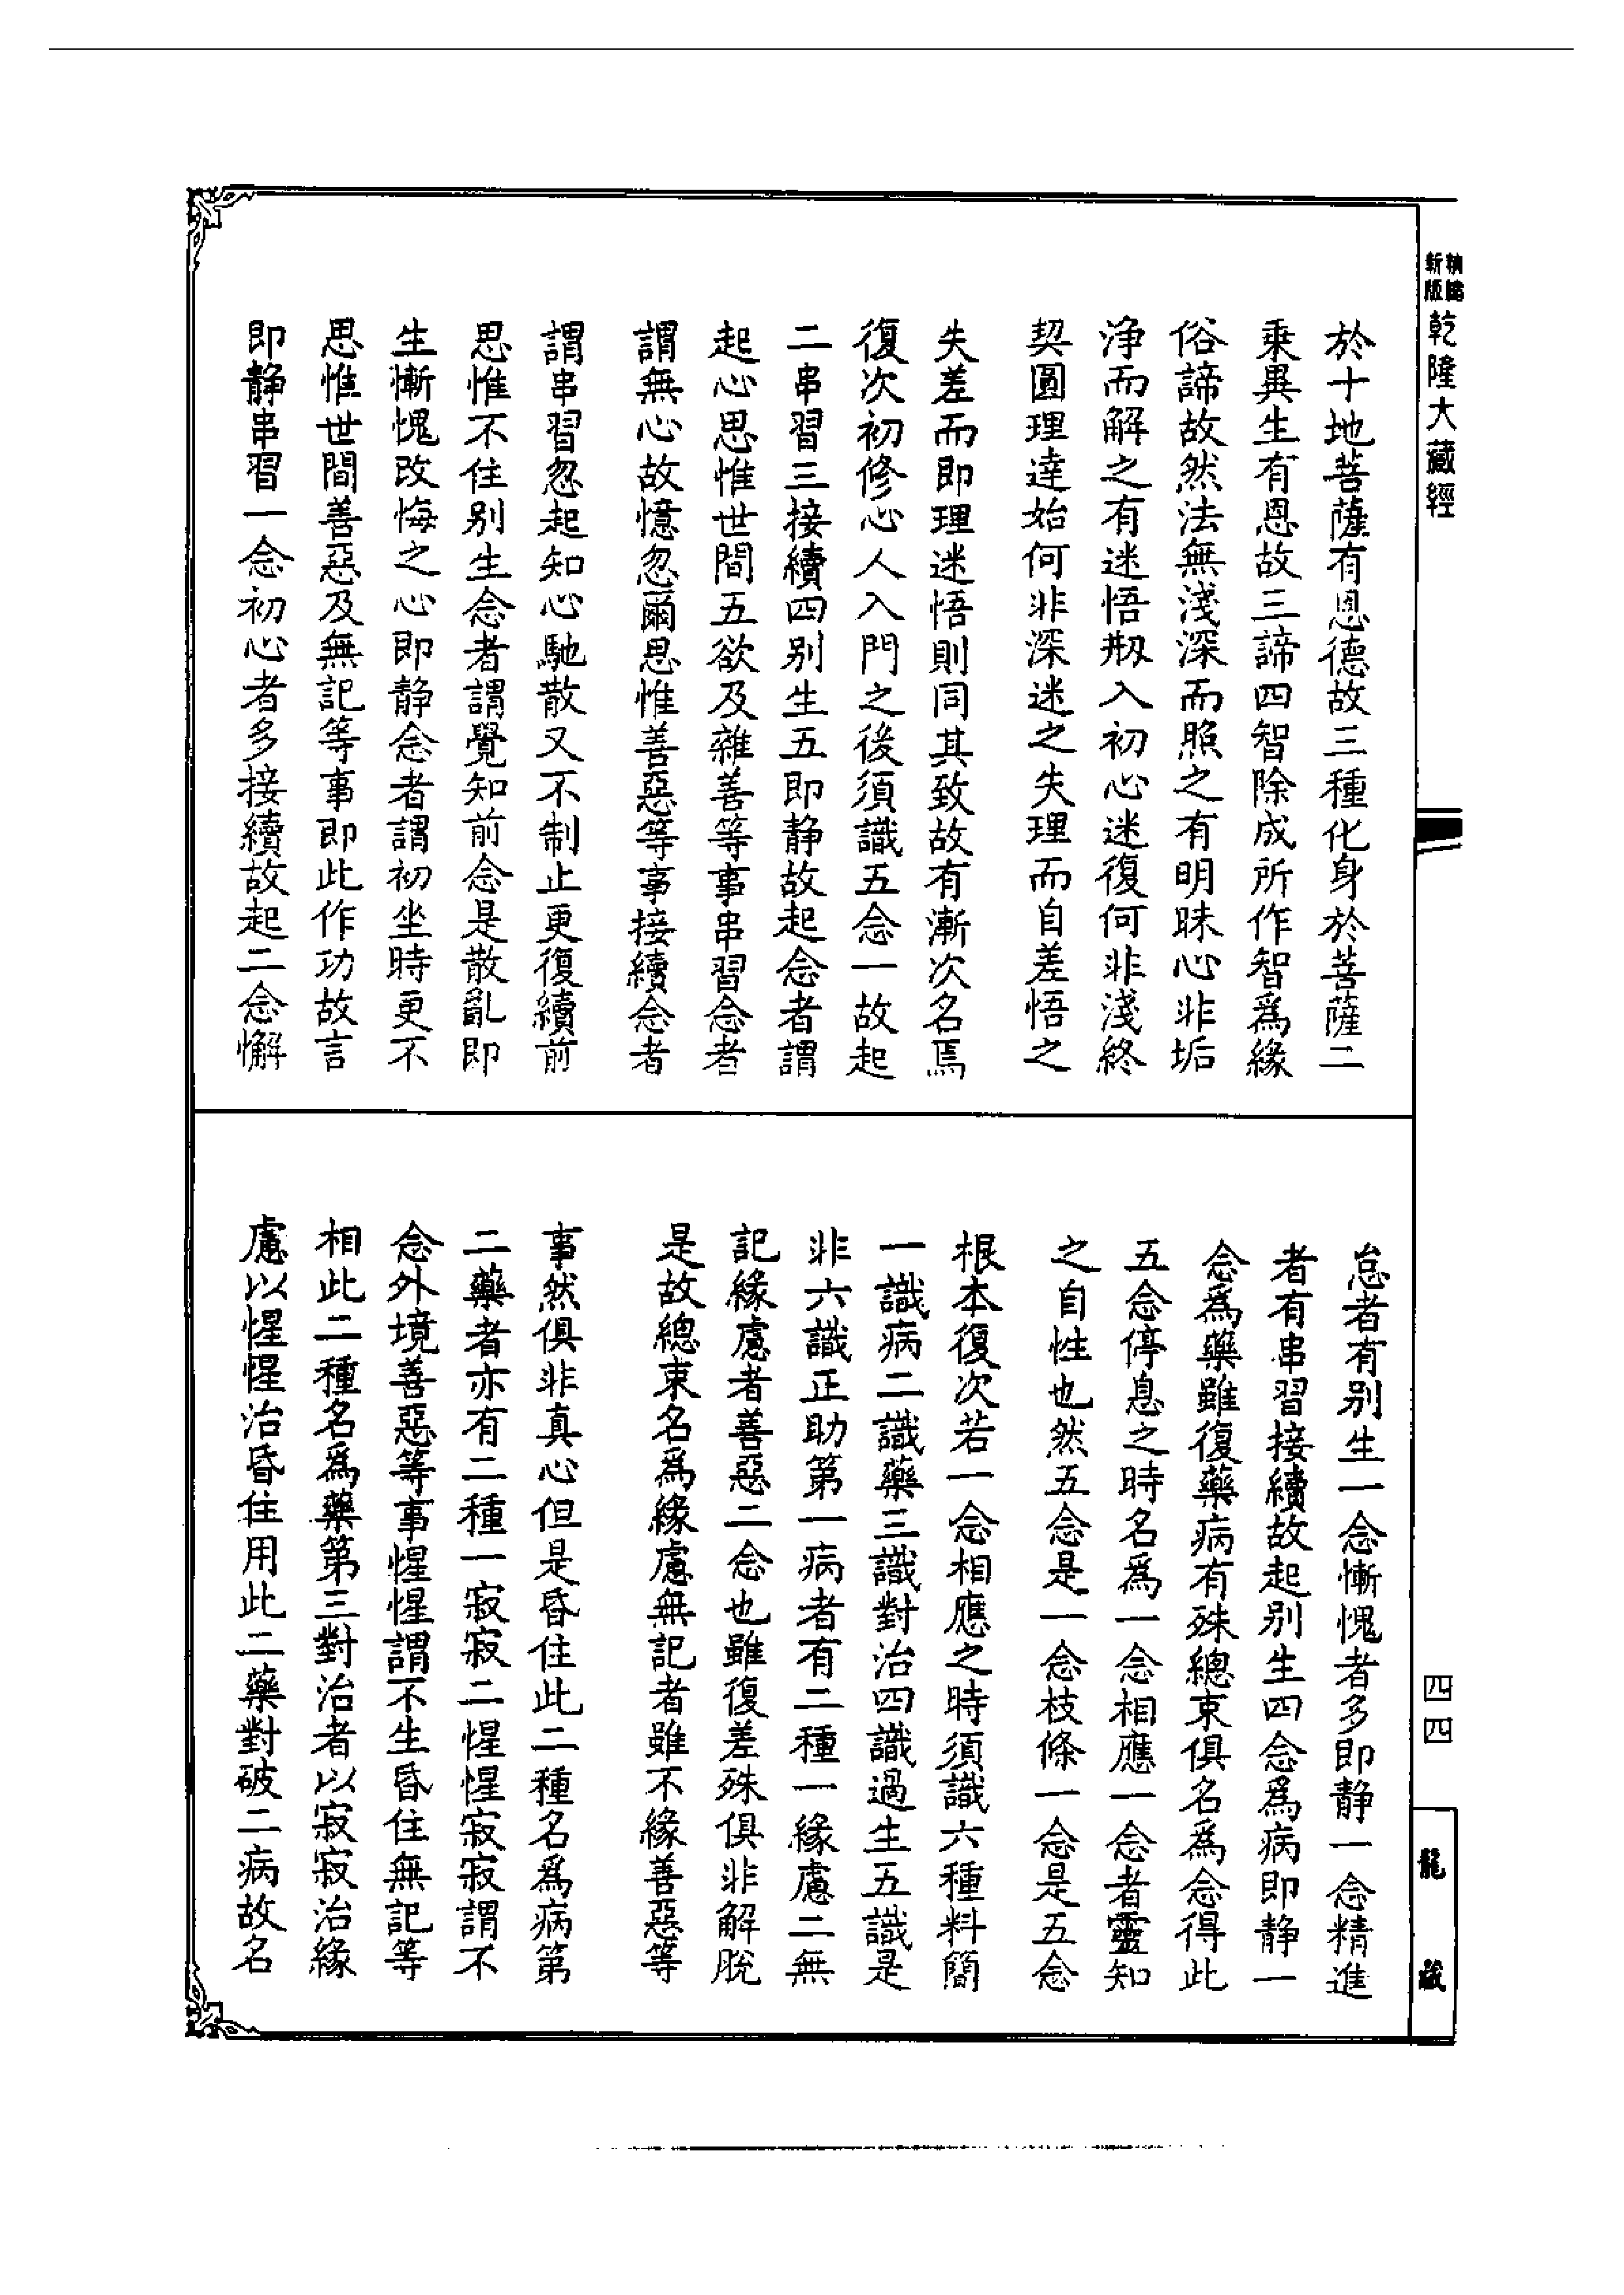 精鵰
新版
乾隆大藏經
於十地菩薩有恩德故三種化身於菩薩二
乘異生有恩故三諦四智除成所作智爲緣
俗諦故然法無淺深而照之有明昧心非垢
淨而解之有迷悟刱入初心迷復何非淺終
契圓理達始何非深迷之失理而自差悟之
失差而即理迷悟則同其致故有漸次名焉
復次初修心人入門之後須識五念一故起
二串習三接續四别生五即静故起念者謂
起心思惟世間五欲及雜善等事串習念者
謂無心故憶忽爾思惟善惡等事接續念者
謂串習忽起知心馳散又不制止更復續前
思惟不住别生念者謂覺知前念是散亂即
生慚愧改悔之心即静念者謂初坐時更不
思惟世間善惡及無記等事即此作功故言
即静串習一念初心者多接續故起二念懈
怠者有别生一念慚愧者多即静一念精進
者有串習接續故起别生四念爲病即静一
念爲藥雖復藥病有殊總束俱名爲念得此
五念停息之時名爲一念相應一念者靈知
之自性也然五念是一念枝條一念是五念
根本復次若一念相應之時須識六種料簡
一識病二識藥三識對治四識過生五識是
非六識正助第一病者有二種一緣慮二無
記緣慮者善惡二念也雖復差殊俱非解脫
是故總束名爲緣慮無記者雖不緣善惡等
事然俱非真心但是昏住此二種名爲病第
二藥者亦有二種一寂寂二惺惺寂寂謂不
念外境善惡等事惺惺謂不生昏住無記等
相此二種名爲藥第三對治者以寂寂治緣
慮以惺惺治昏住用此二藥對破二病故名
四四
龍藏